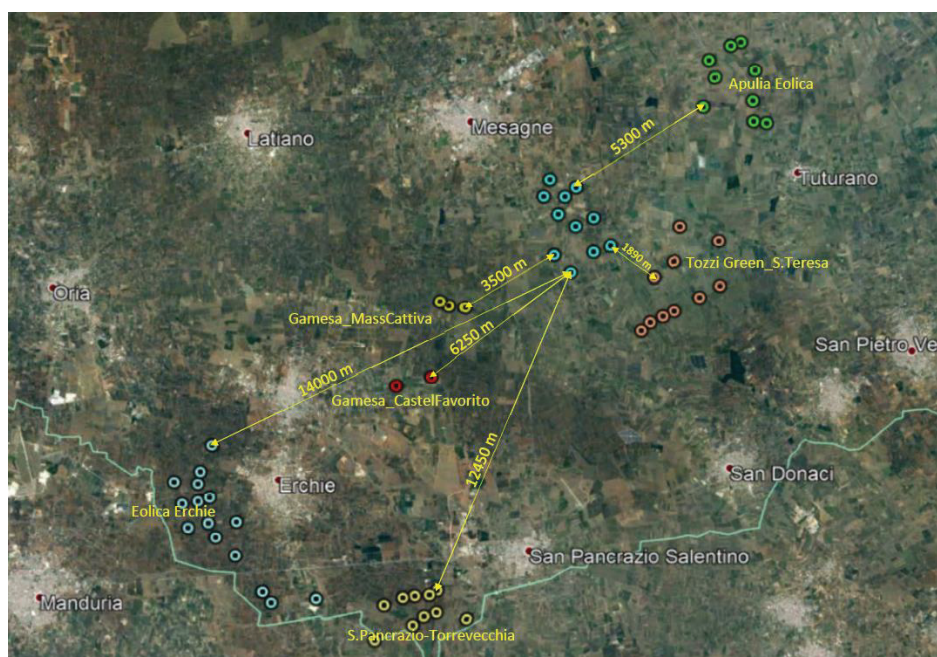 Apulia Eolica
Mesagne
Latiano
5300 m
Tuturano
1890 m
Tozzi Green_S.Teresa
3500 m
Oria
Gamesa_MassCattiva
6250 m
San Pietro Ve
14000 m
Gamesa_CastelFavorito
12450 m
San Donaci
Erchie
Eolica Erchie
San Pancrazio Salentino
Manduria
S.Pancrazio-Torrevecchia